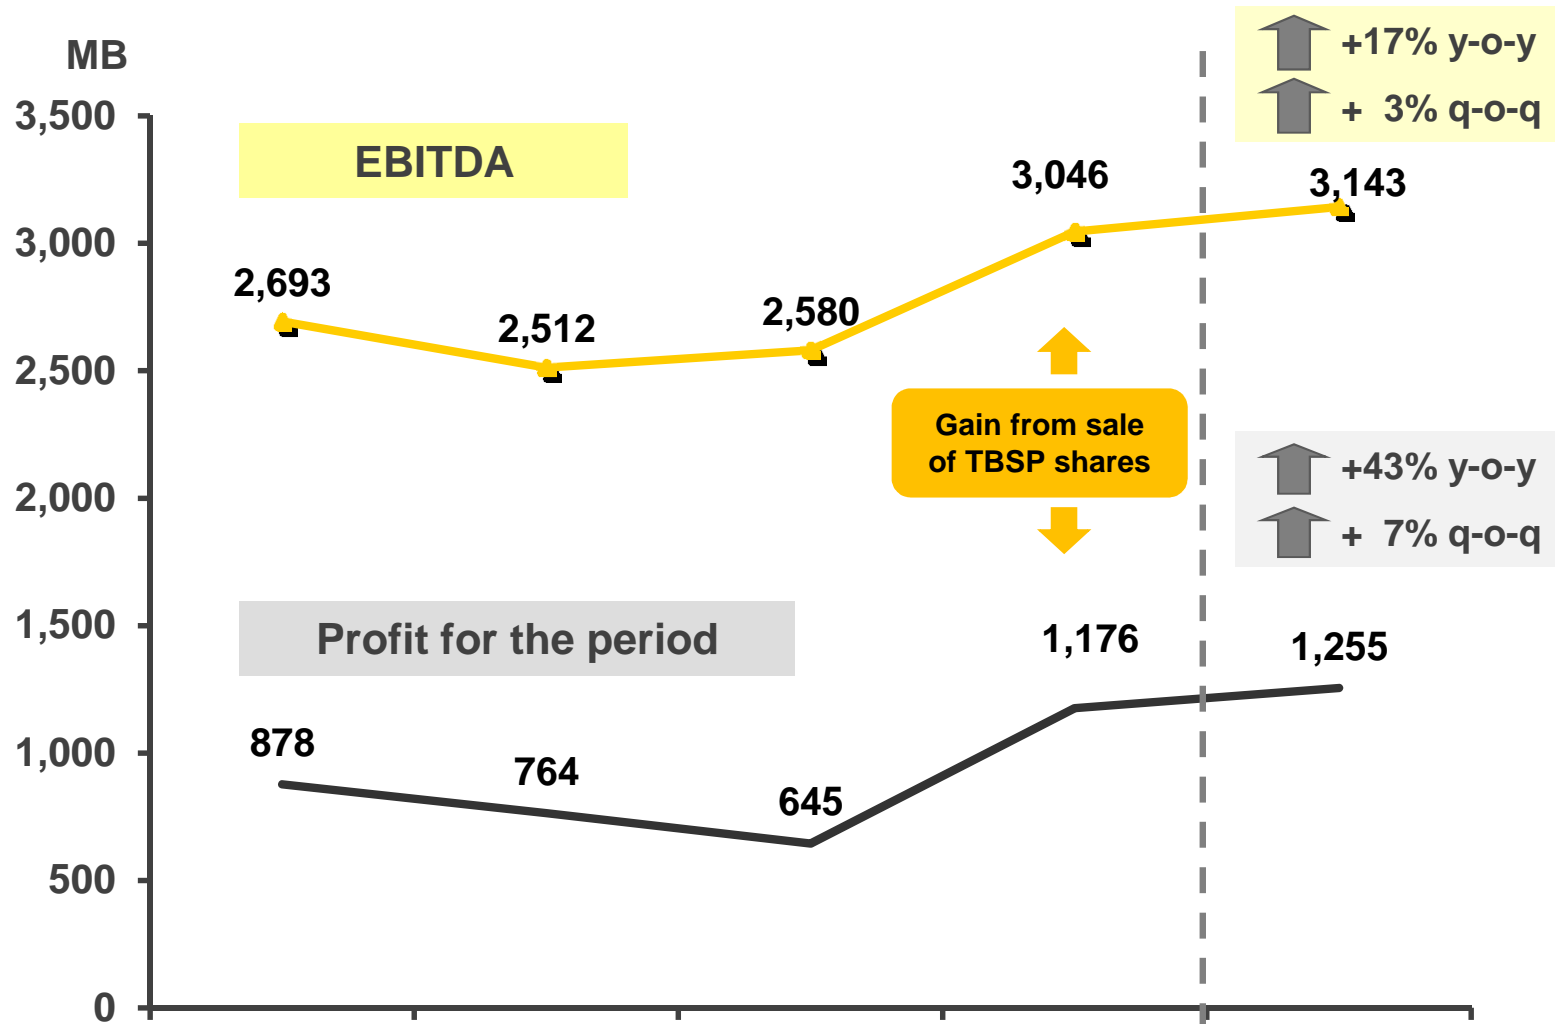 MB
+17% y-o-y
+ 3% q-o-q
3,500
EBITDA
3,046
3,143
3,000
2,693
2,512
2,580
2,500
Gain from sale
of TBSP shares
2,000
+43% y-o-y
+ 7% q-o-q
1,500
Profit for the period
1,176
1,255
1,000
878
764
645
500
0